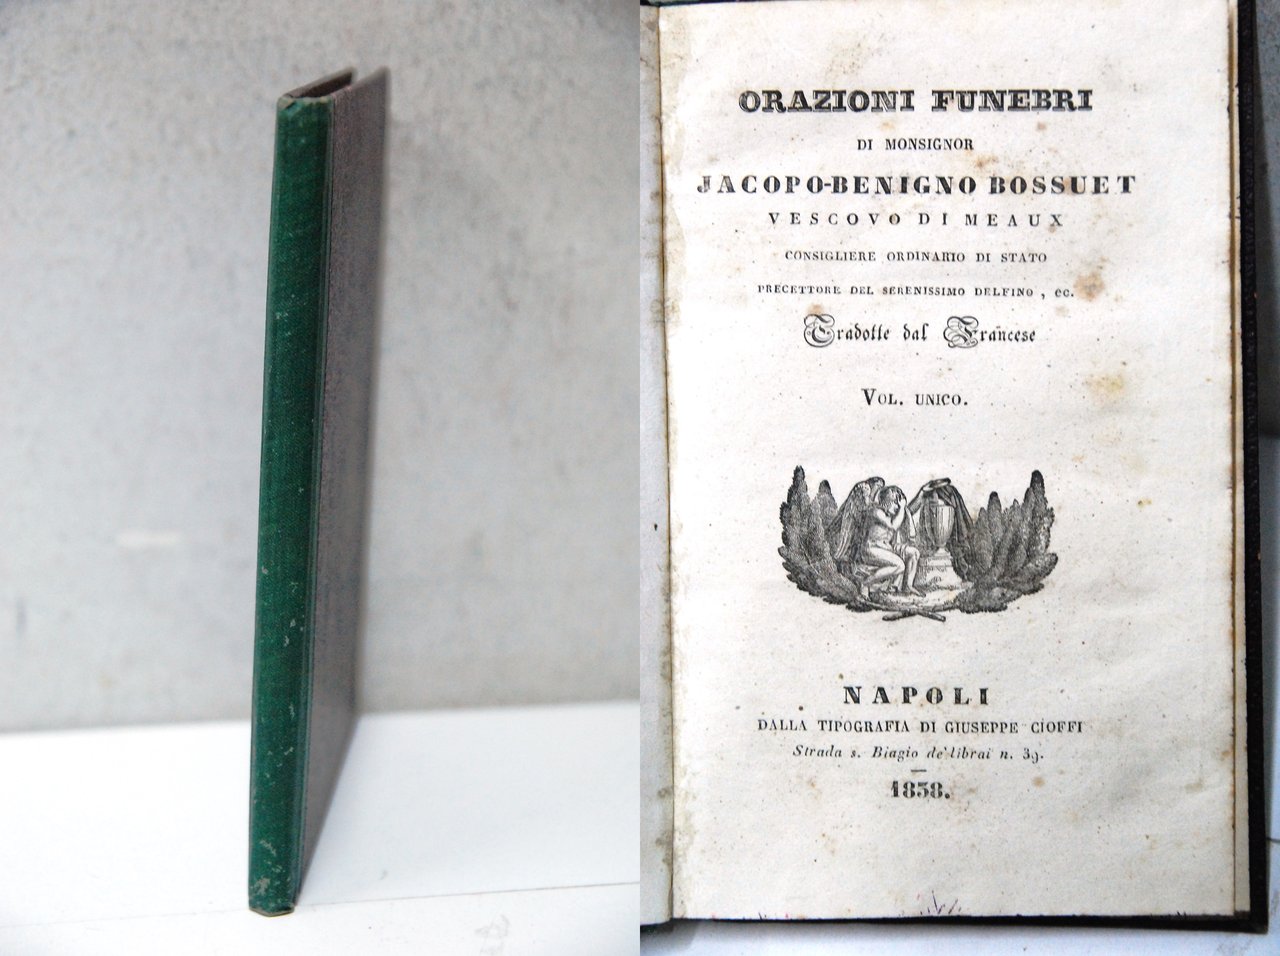 ORAZIONI FUNEBRI
DI MONSIGNOR
JACOPO-BENIGNO BOSSUET
VESCOVO DI MEAUX
CONSIGLIERE ORDINARIO DI STATO
PRECETTORE DEL SERENISSIMO DELFINO, ec.
Tradotte dal Francese
VOL. UNICO.
NAPOLI
DALLA TIPOGRAFIA DI GIUSEPPE CIOFFI
Strada s. Biagio de' librai n. 39.
1838.